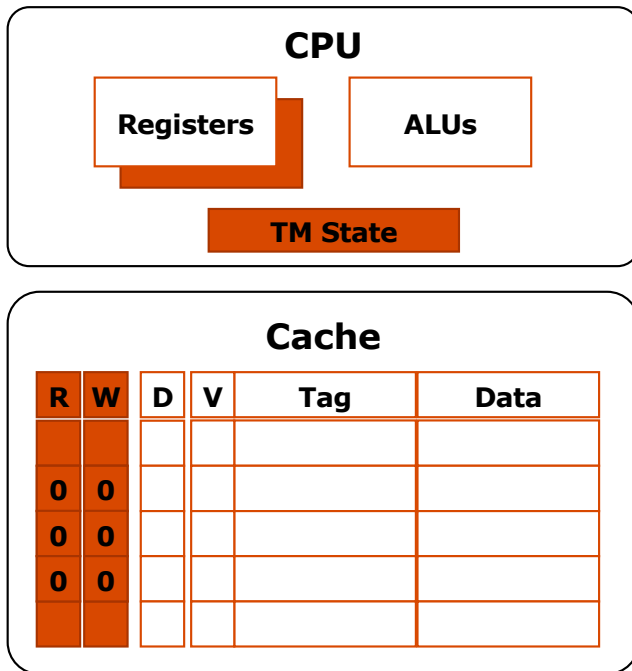 CPU
Registers ALUs
TM State
Cache
R W D V Tag Data
0 0
0 0
0 0